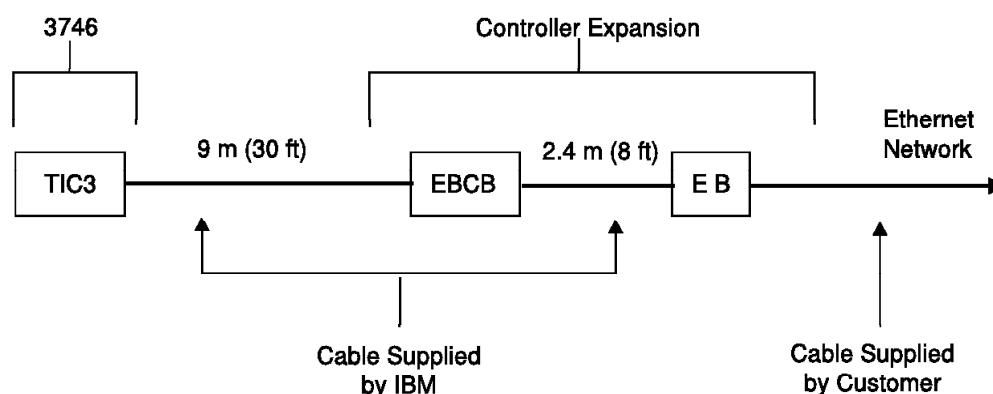 3746
Controller Expansion
Ethernet
Network
9 m (30 ft)
2.4 m (8 ft)
TIC3
EBCB
E B
Cable Supplied
by IBM
Cable Supplied
by Customer